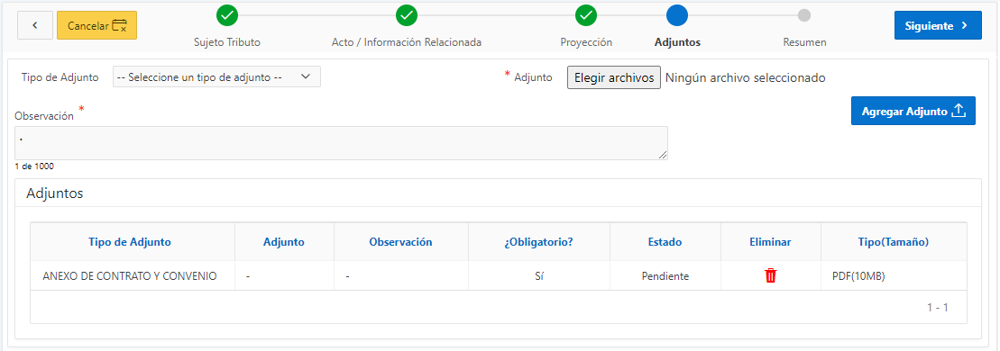 Cancelar
Sujeto Tributo
Acto / Información Relacionada
Proyección
Adjuntos
Resumen
Siguiente
Tipo de Adjunto -- Seleccione un tipo de adjunto -- * Adjunto Elegir archivos Ningún archivo seleccionado
Agregar Adjunto
Observación *
.
1 de 1000
Adjuntos
Tipo de Adjunto Adjunto Observación ¿Obligatorio? Estado Eliminar Tipo(Tamaño)
ANEXO DE CONTRATO Y CONVENIO - - Sí Pendiente PDF(10MB)
1 - 1